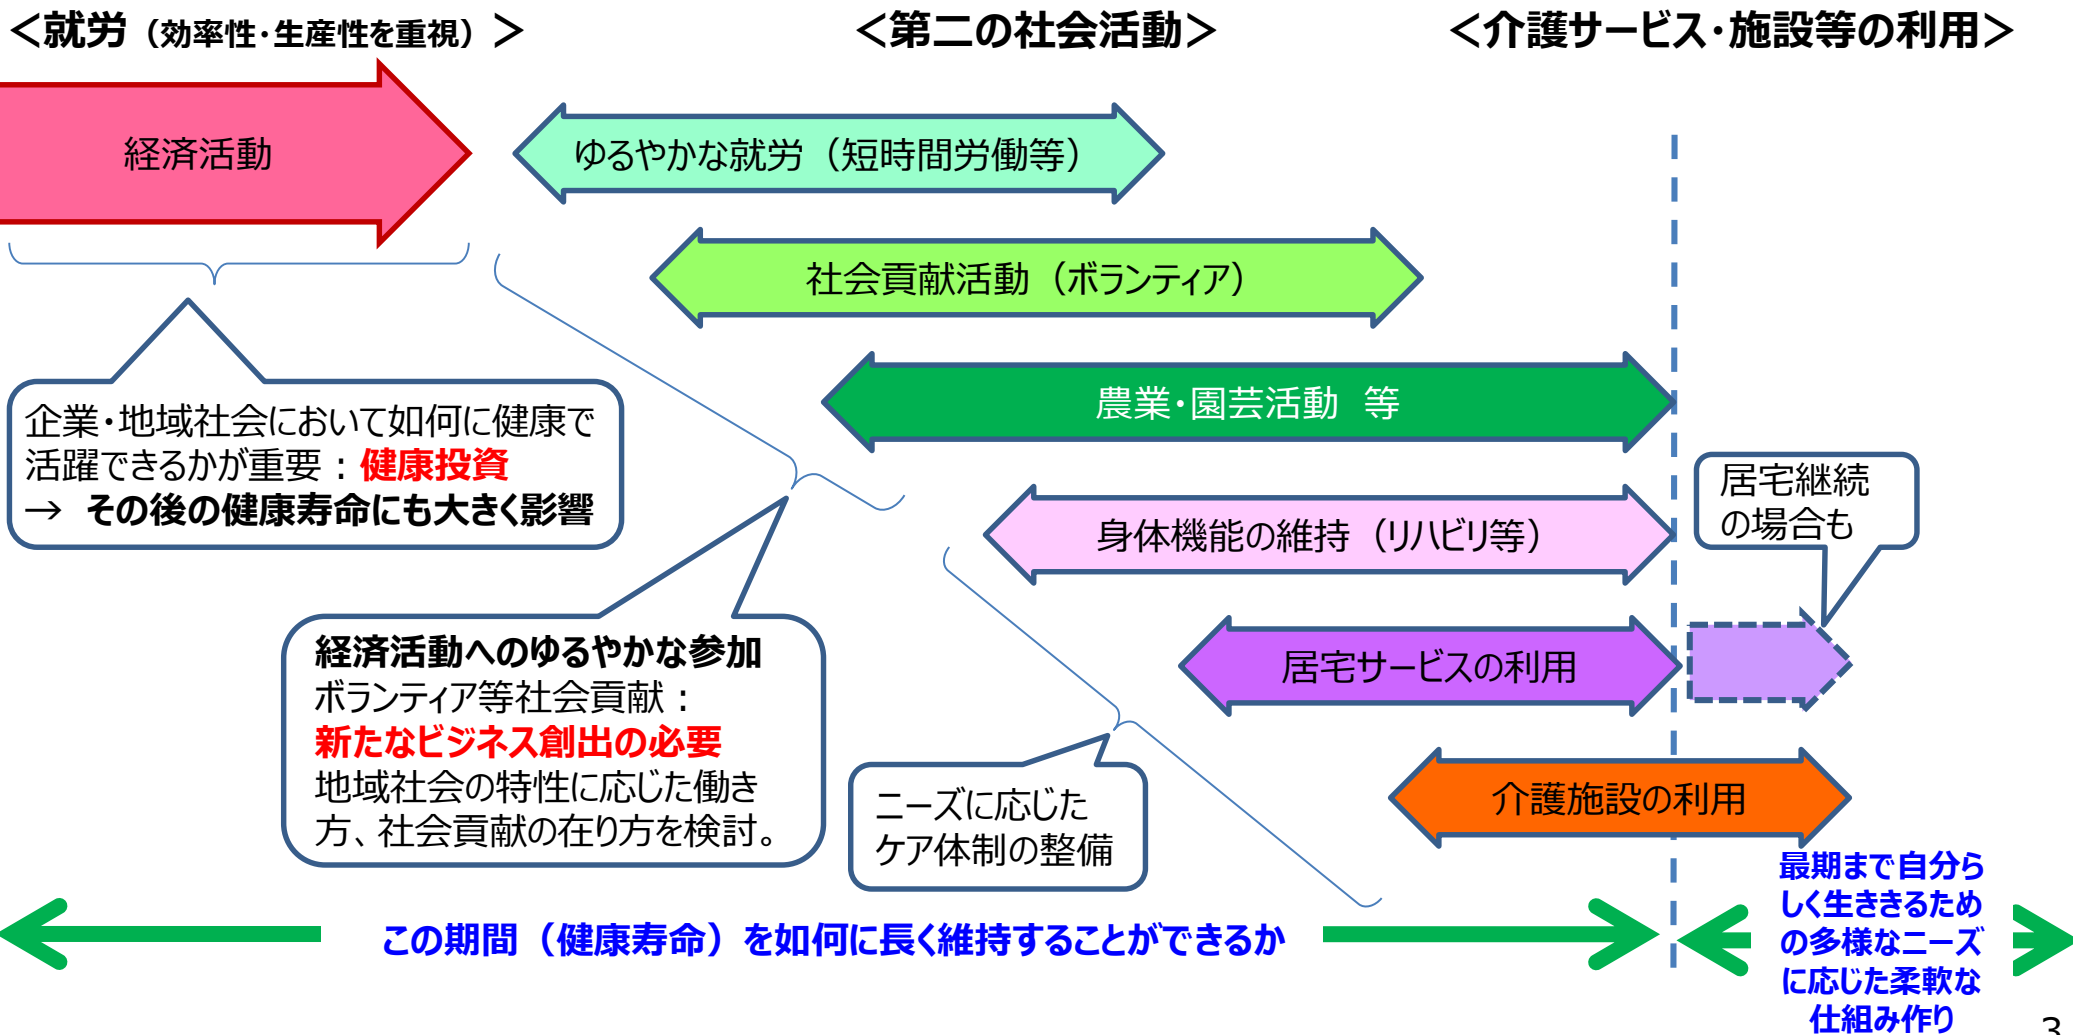 ＜就労（効率性・生産性を重視）＞
＜第二の社会活動＞
＜介護サービス・施設等の利用＞
経済活動
ゆるやかな就労（短時間労働等）
社会貢献活動（ボランティア）
農業・園芸活動　等
企業・地域社会において如何に健康で
活躍できるかが重要：健康投資
→ その後の健康寿命にも大きく影響
身体機能の維持（リハビリ等）
居宅継続
の場合も
居宅サービスの利用
経済活動へのゆるやかな参加
ボランティア等社会貢献：
新たなビジネス創出の必要
地域社会の特性に応じた働き
方、社会貢献の在り方を検討。
ニーズに応じた
ケア体制の整備
介護施設の利用
この期間（健康寿命）を如何に長く維持することができるか
最期まで自分ら
しく生ききるため
の多様なニーズ
に応じた柔軟な
仕組み作り
3